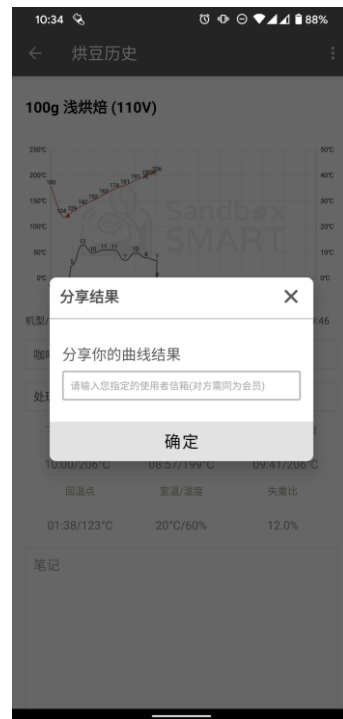 10:34
88%
烘豆历史
100g 浅烘焙 (110V)
250℃ 50℃
200℃ 40℃
150℃ 30℃
100℃ 20℃
50℃ 10℃
0℃ 0℃
Sandbox
SMART
分享结果
机型/ :46
分享你的曲线结果
请输入您指定的使用者信箱(对方需同为会员)
确定
10:00/206℃ 08:57/199℃ 09:41/206℃
回温点 室温/湿度 失重比
01:38/123℃ 20℃/60% 12.0%
笔记